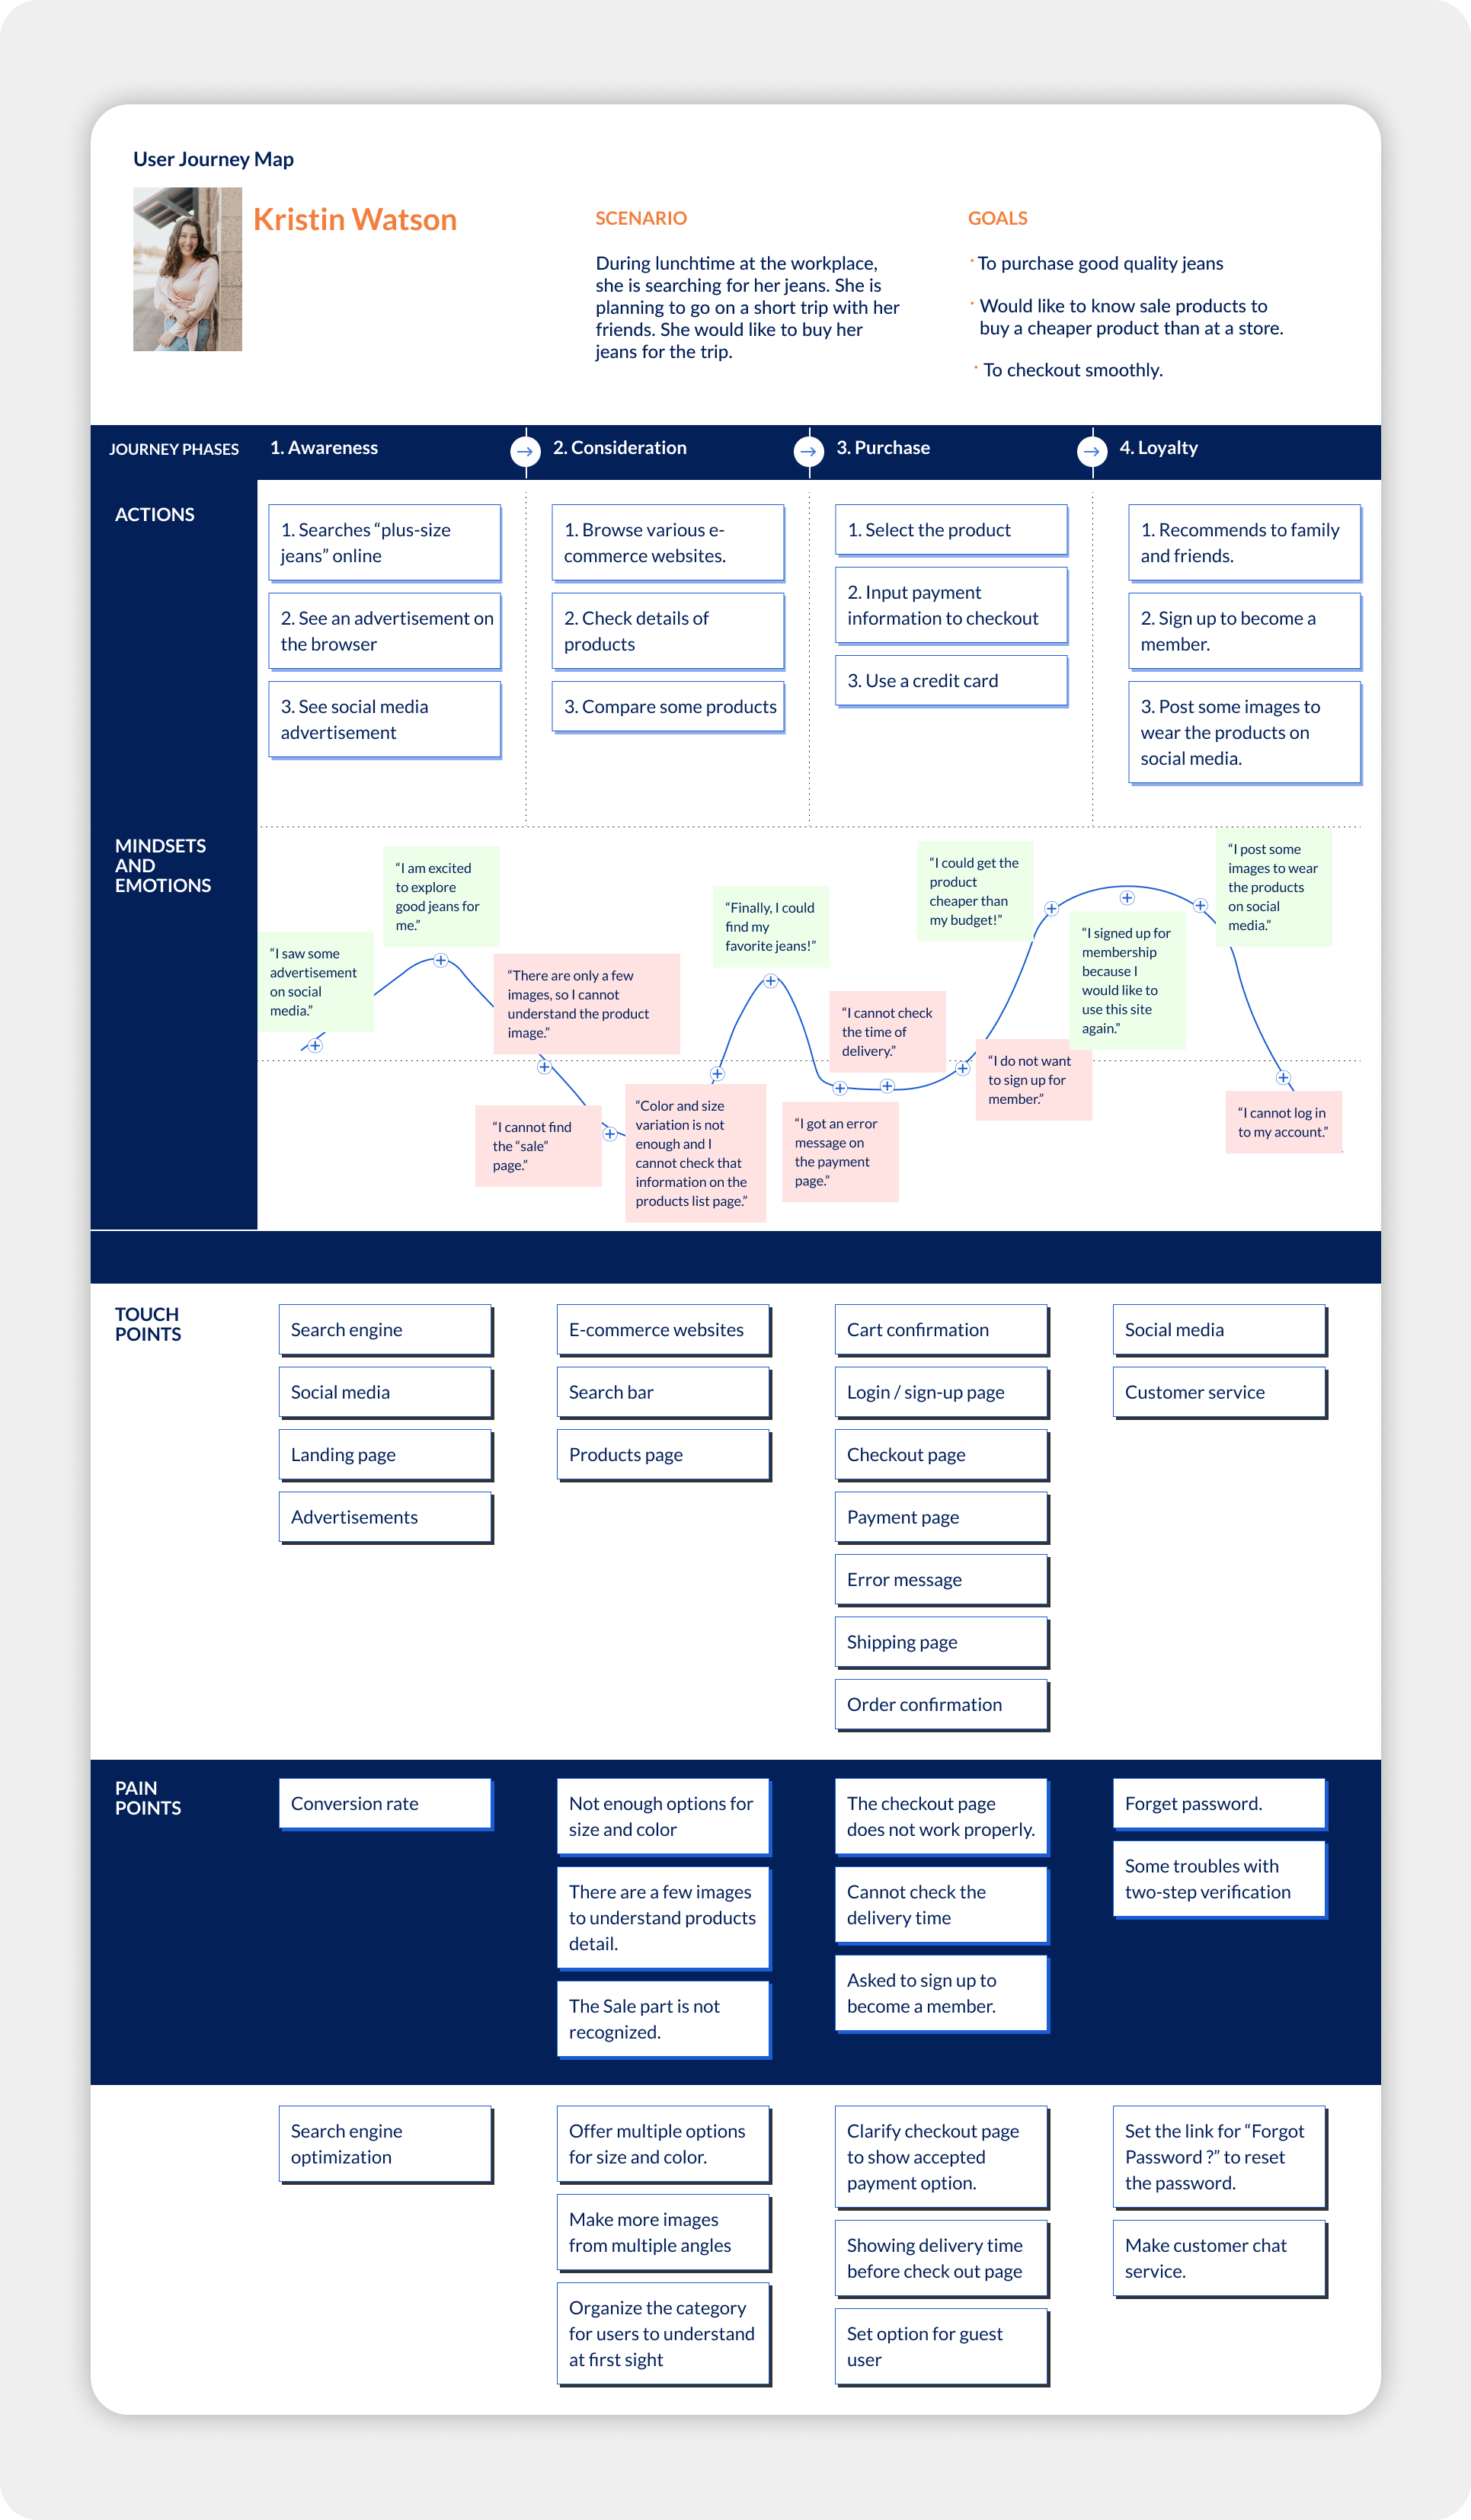 User Journey Map
Kristin Watson
SCENARIO
During lunchtime at the workplace,
she is searching for her jeans. She is
planning to go on a short trip with her
friends. She would like to buy her
jeans for the trip.
GOALS
· To purchase good quality jeans
· Would like to know sale products to
buy a cheaper product than at a store.
· To checkout smoothly.
JOURNEY PHASES
1. Awareness
2. Consideration
3. Purchase
4. Loyalty
ACTIONS
1. Searches “plus-size
jeans” online
2. See an advertisement on
the browser
3. See social media
advertisement
1. Browse various e-
commerce websites.
2. Check details of
products
3. Compare some products
1. Select the product
2. Input payment
information to checkout
3. Use a credit card
1. Recommends to family
and friends.
2. Sign up to become a
member.
3. Post some images to
wear the products on
social media.
MINDSETS
AND
EMOTIONS
“I saw some
advertisement
on social
media.”
“I am excited
to explore
good jeans for
me.”
“There are only a few
images, so I cannot
understand the product
image.”
“I cannot find
the “sale”
page.”
“Color and size
variation is not
enough and I
cannot check that
information on the
products list page.”
“Finally, I could
find my
favorite jeans!”
“I got an error
message on
the payment
page.”
“I cannot check
the time of
delivery.”
“I do not want
to sign up for
member.”
“I could get the
product
cheaper than
my budget!”
“I signed up for
membership
because I
would like to
use this site
again.”
“I post some
images to wear
the products
on social
media.”
“I cannot log in
to my account.”
TOUCH
POINTS
Search engine
Social media
Landing page
Advertisements
E-commerce websites
Search bar
Products page
Cart confirmation
Login / sign-up page
Checkout page
Payment page
Error message
Shipping page
Order confirmation
Social media
Customer service
PAIN
POINTS
Conversion rate
Not enough options for
size and color
There are a few images
to understand products
detail.
The Sale part is not
recognized.
The checkout page
does not work properly.
Cannot check the
delivery time
Asked to sign up to
become a member.
Forget password.
Some troubles with
two-step verification
Search engine
optimization
Offer multiple options
for size and color.
Make more images
from multiple angles
Organize the category
for users to understand
at first sight
Clarify checkout page
to show accepted
payment option.
Showing delivery time
before check out page
Set option for guest
user
Set the link for “Forgot
Password ?” to reset
the password.
Make customer chat
service.